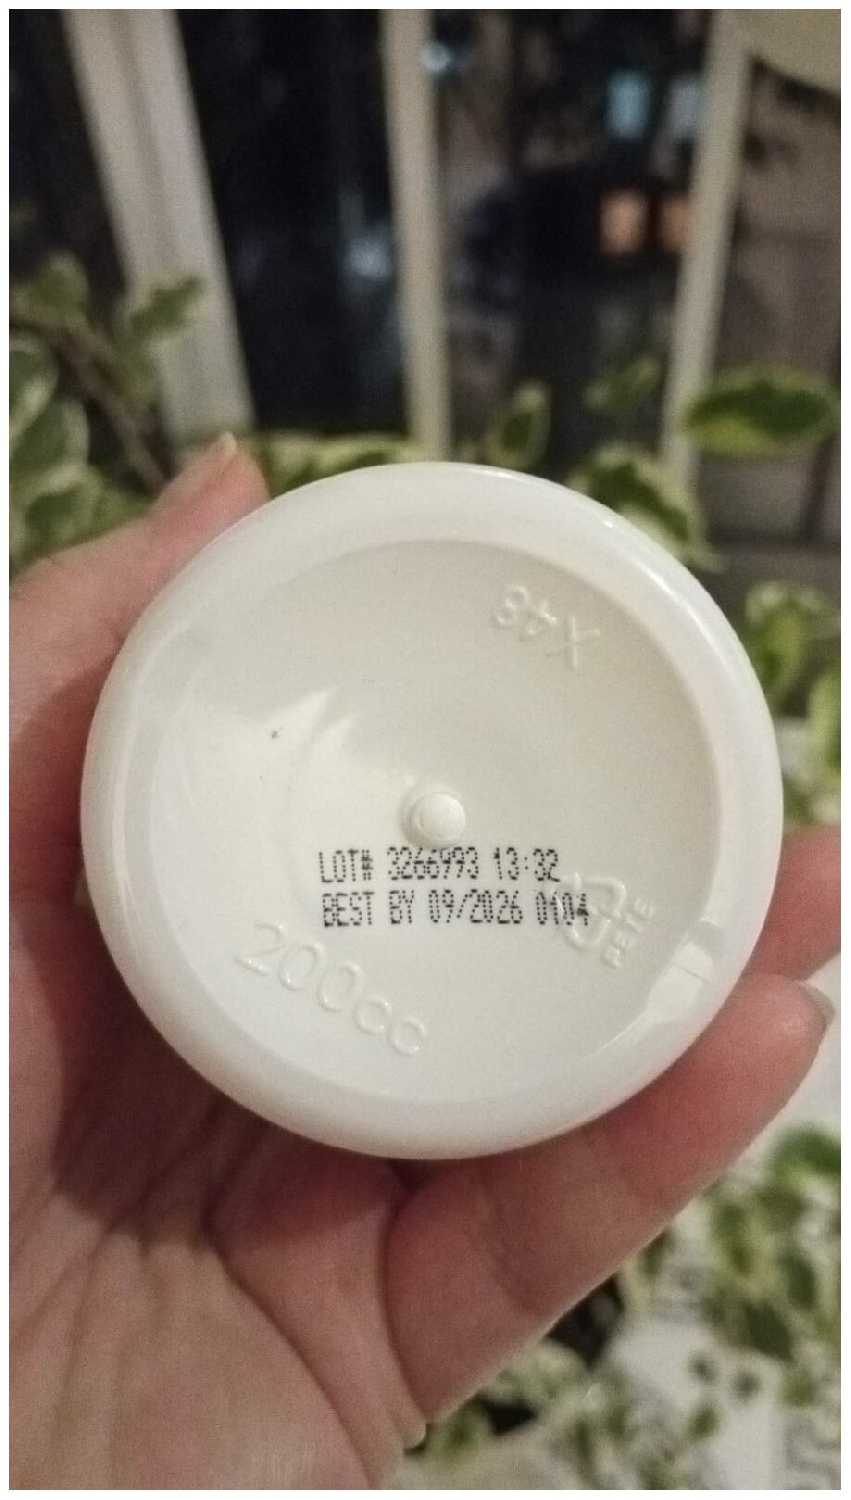 X48
LOT# 3266993 13:32
BEST BY 09/2026 0104
PETE
200cc